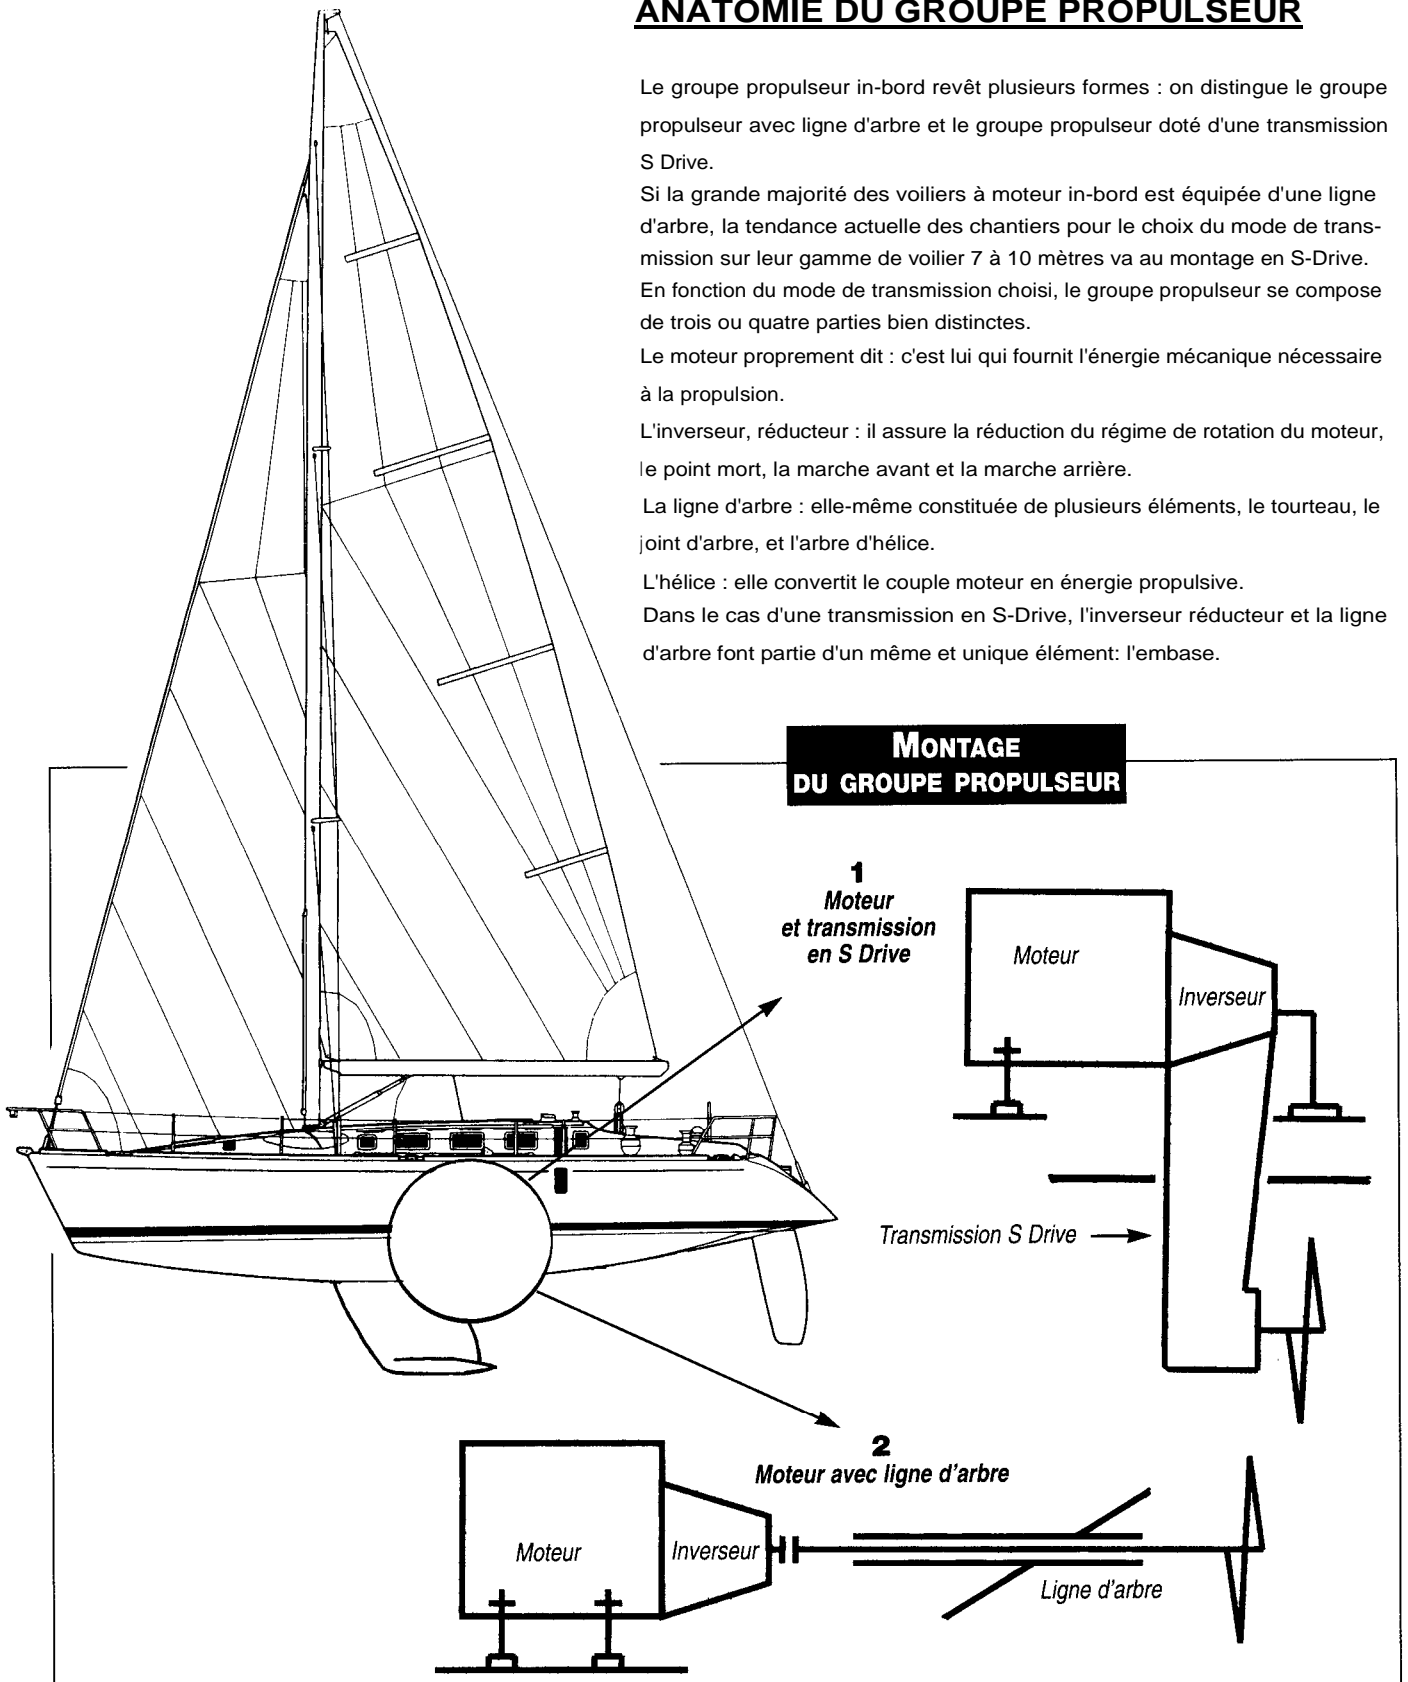 ANATOMIE DU GROUPE PROPULSEUR
Le groupe propulseur in-bord revêt plusieurs formes : on distingue le groupe
propulseur avec ligne d'arbre et le groupe propulseur doté d'une transmission
S Drive.
Si la grande majorité des voiliers à moteur in-bord est équipée d'une ligne
d'arbre, la tendance actuelle des chantiers pour le choix du mode de trans-
mission sur leur gamme de voilier 7 à 10 mètres va au montage en S-Drive.
En fonction du mode de transmission choisi, le groupe propulseur se compose
de trois ou quatre parties bien distinctes.
Le moteur proprement dit : c'est lui qui fournit l'énergie mécanique nécessaire
à la propulsion.
L'inverseur, réducteur : il assure la réduction du régime de rotation du moteur,
le point mort, la marche avant et la marche arrière.
La ligne d'arbre : elle-même constituée de plusieurs éléments, le tourteau, le
joint d'arbre, et l'arbre d'hélice.
L'hélice : elle convertit le couple moteur en énergie propulsive.
Dans le cas d'une transmission en S-Drive, l'inverseur réducteur et la ligne
d'arbre font partie d'un même et unique élément: l'embase.
MONTAGE
DU GROUPE PROPULSEUR
1
Moteur
et transmission
en S Drive
Moteur
Inverseur
Transmission S Drive
2
Moteur avec ligne d'arbre
Moteur
Inverseur
Ligne d'arbre